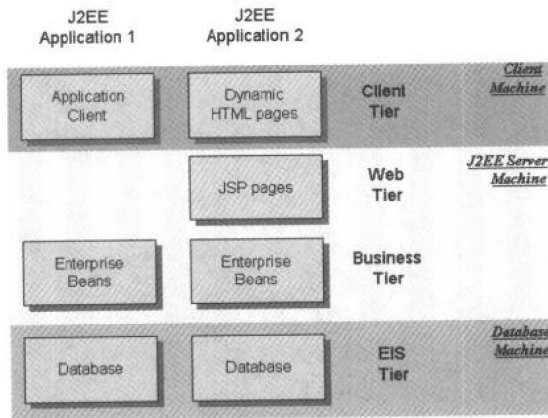 J2EE
Application 1
J2EE
Application 2
Application
Client
Dynamic
HTML pages
Client
Tier
Client
Machine
JSP pages
Web
Tier
J2EE Server
Machine
Enterprise
Beans
Enterprise
Beans
Business
Tier
Database
Database
EIS
Tier
Database
Machine